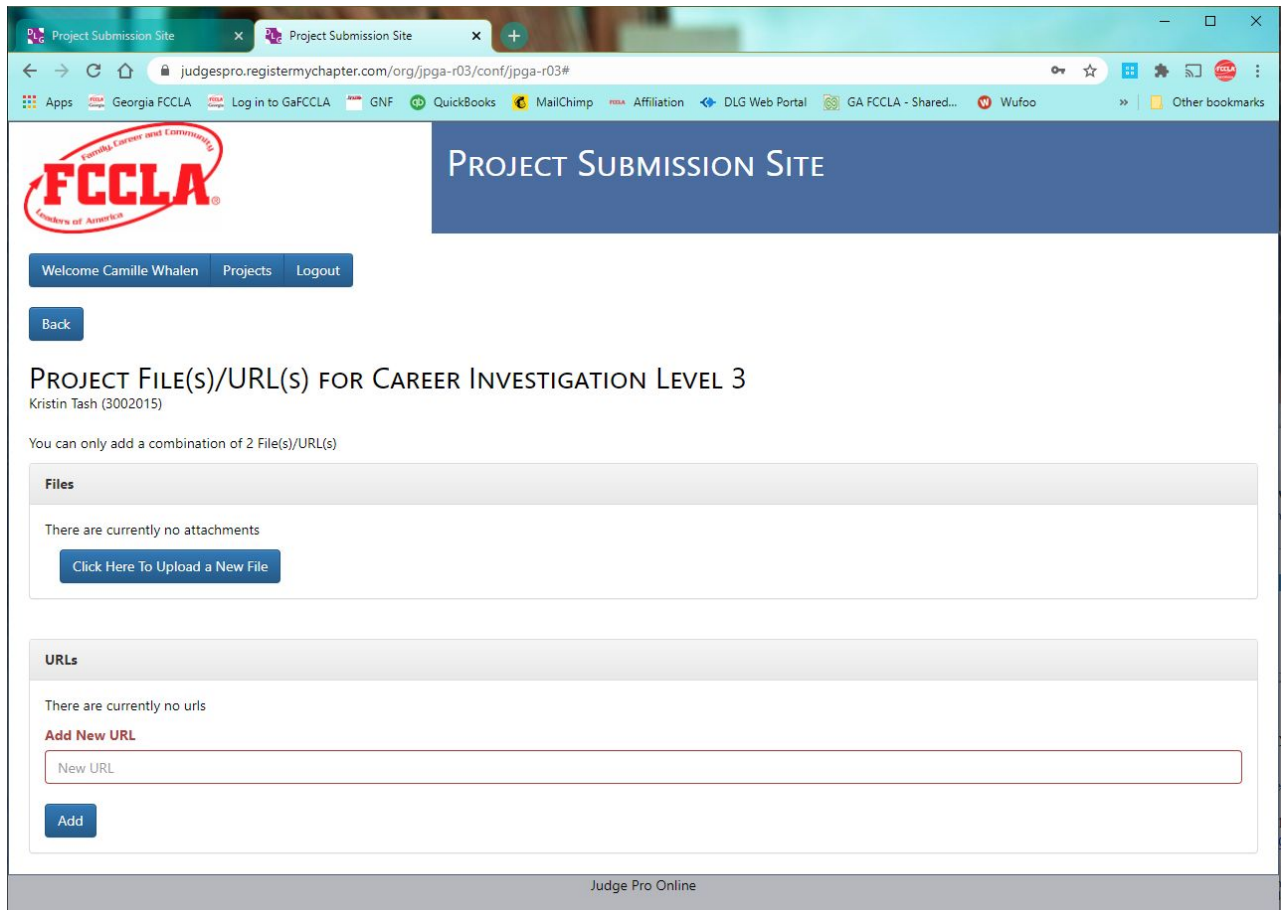 Project Submission Site
Project Submission Site
judgespro.registermychapter.com/org/jpga-r03/conf/jpga-r03#
Apps Georgia FCCLA Log in to GaFCCLA GNF QuickBooks MailChimp Affiliation DLG Web Portal GA FCCLA - Shared... Wufoo » Other bookmarks
Family, Career and Community
FCCLA®
Leaders of America
PROJECT SUBMISSION SITE
Welcome Camille Whalen Projects Logout
Back
PROJECT FILE(S)/URL(S) FOR CAREER INVESTIGATION LEVEL 3
Kristin Tash (3002015)
You can only add a combination of 2 File(s)/URL(s)
Files
There are currently no attachments
Click Here To Upload a New File
URLs
There are currently no urls
Add New URL
New URL
Add
Judge Pro Online